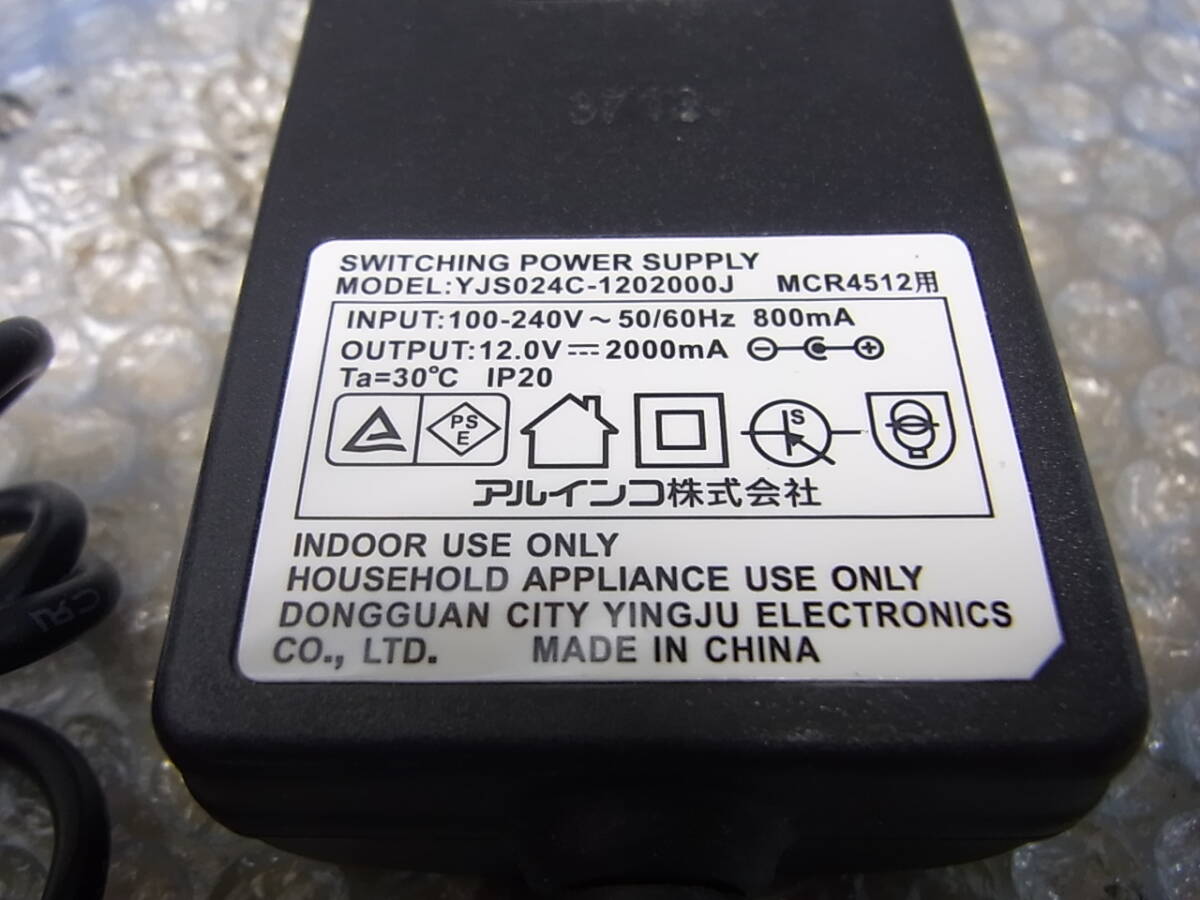 SWITCHING POWER SUPPLY
MODEL:YJS024C-1202000J MCR4512用
INPUT:100-240V～50/60Hz 800mA
OUTPUT:12.0V⎓2000mA
Ta=30℃ IP20
PS
E
S
アルインコ株式会社
INDOOR USE ONLY
HOUSEHOLD APPLIANCE USE ONLY
DONGGUAN CITY YINGJU ELECTRONICS
CO., LTD. MADE IN CHINA